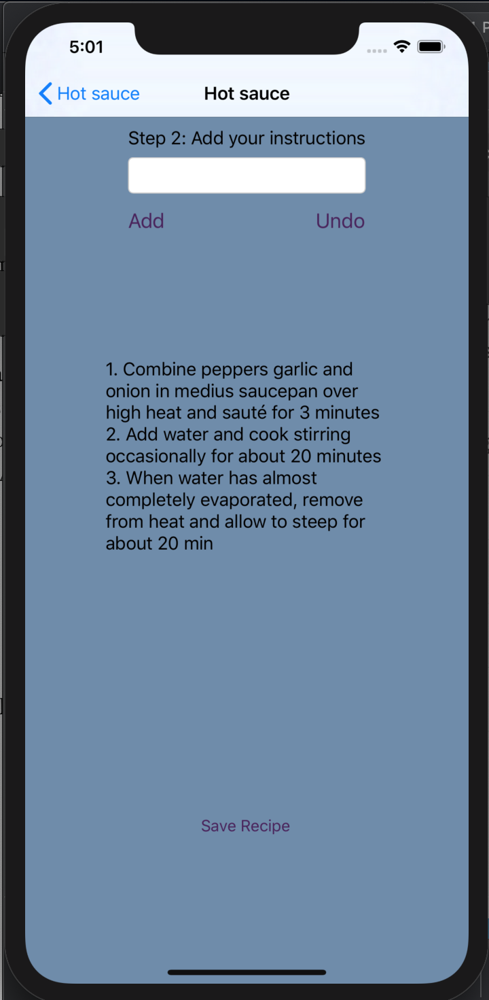 5:01
Hot sauce Hot sauce
Step 2: Add your instructions
Add Undo
1. Combine peppers garlic and
onion in medius saucepan over
high heat and sauté for 3 minutes
2. Add water and cook stirring
occasionally for about 20 minutes
3. When water has almost
completely evaporated, remove
from heat and allow to steep for
about 20 min
Save Recipe